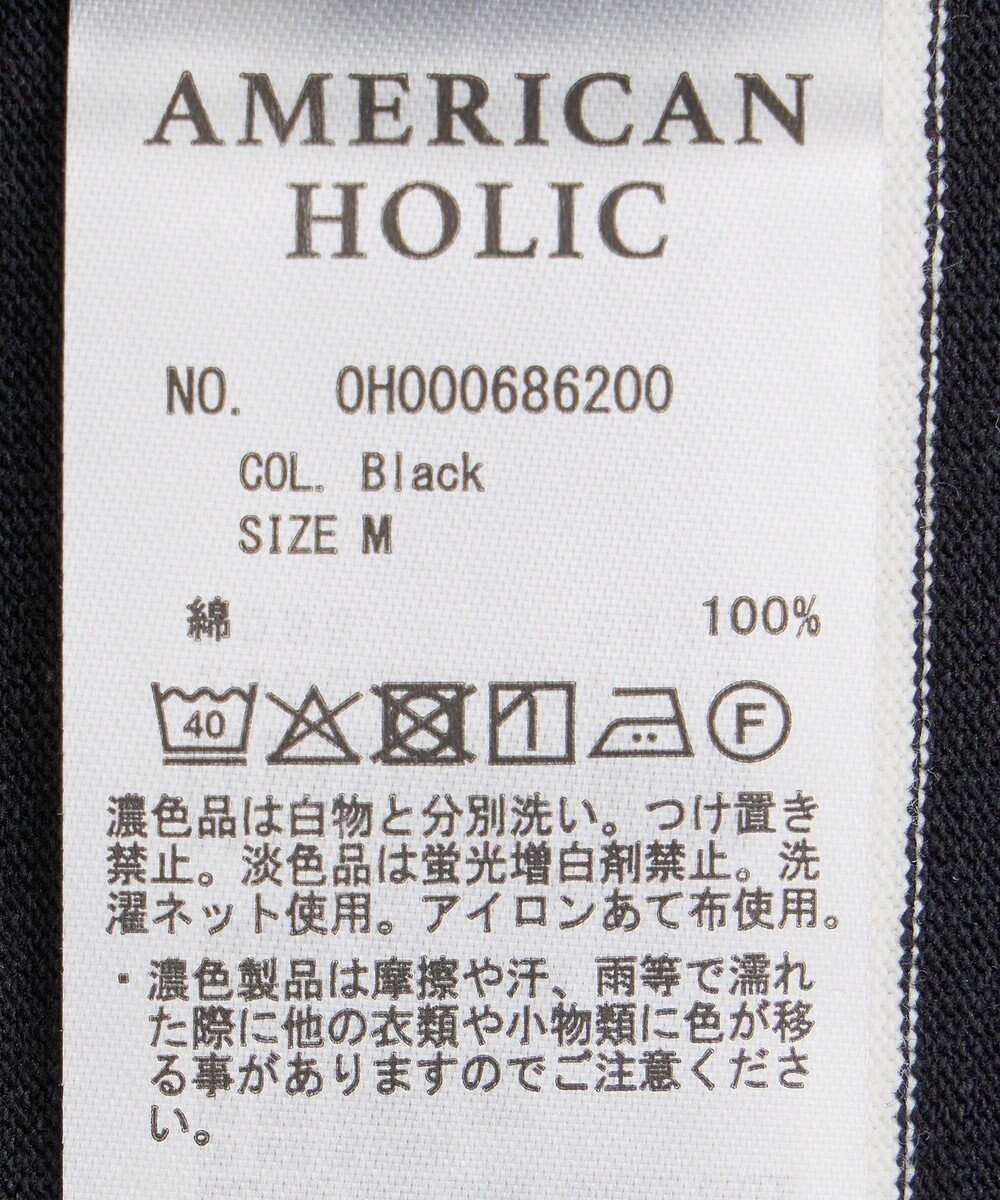 AMERICAN
HOLIC
NO. 0H000686200
COL. Black
SIZE M
綿 100%
40 F
濃色品は白物と分別洗い。つけ置き
禁止。淡色品は蛍光増白剤禁止。洗
濯ネット使用。アイロンあて布使用。
・濃色製品は摩擦や汗、雨等で濡れ
た際に他の衣類や小物類に色が移
る事がありますのでご注意くださ
い。